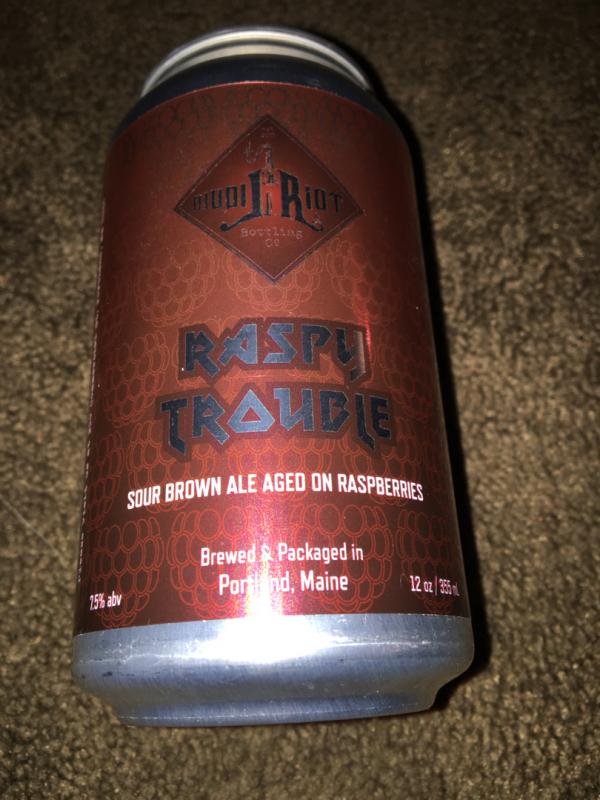 LiQUiD RiOT
Bottling
Co
RASPY
TROUBLE
SOUR BROWN ALE AGED ON RASPBERRIES
Brewed & Packaged in
Portland, Maine
7.5% abv
12 oz | 355 mL